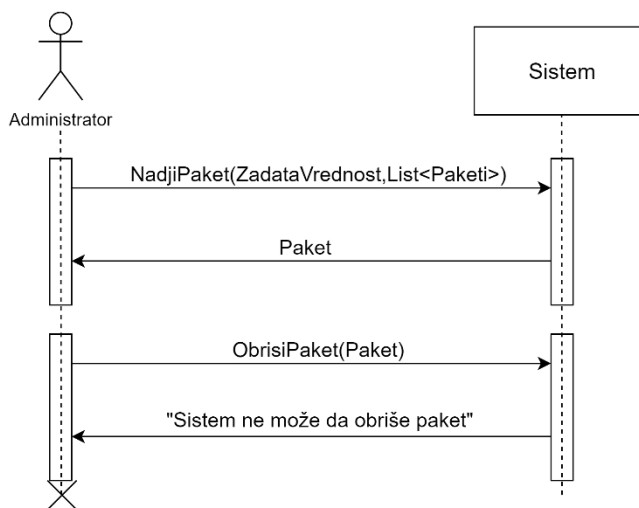 Sistem
Administrator
NadjiPaket(ZadataVrednost,List<Paketi>)
Paket
ObrisiPaket(Paket)
"Sistem ne može da obriše paket"